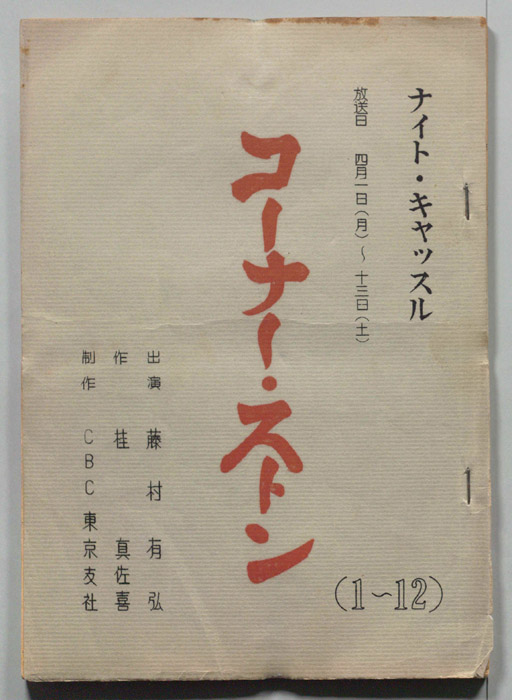 ナイト・キャッスル
放送日 四月一日(月)〜十三日(土)
コーナー・ストン
(1〜12)
出演 藤村有弘
作 桂真佐喜
制作 CBC東京支社